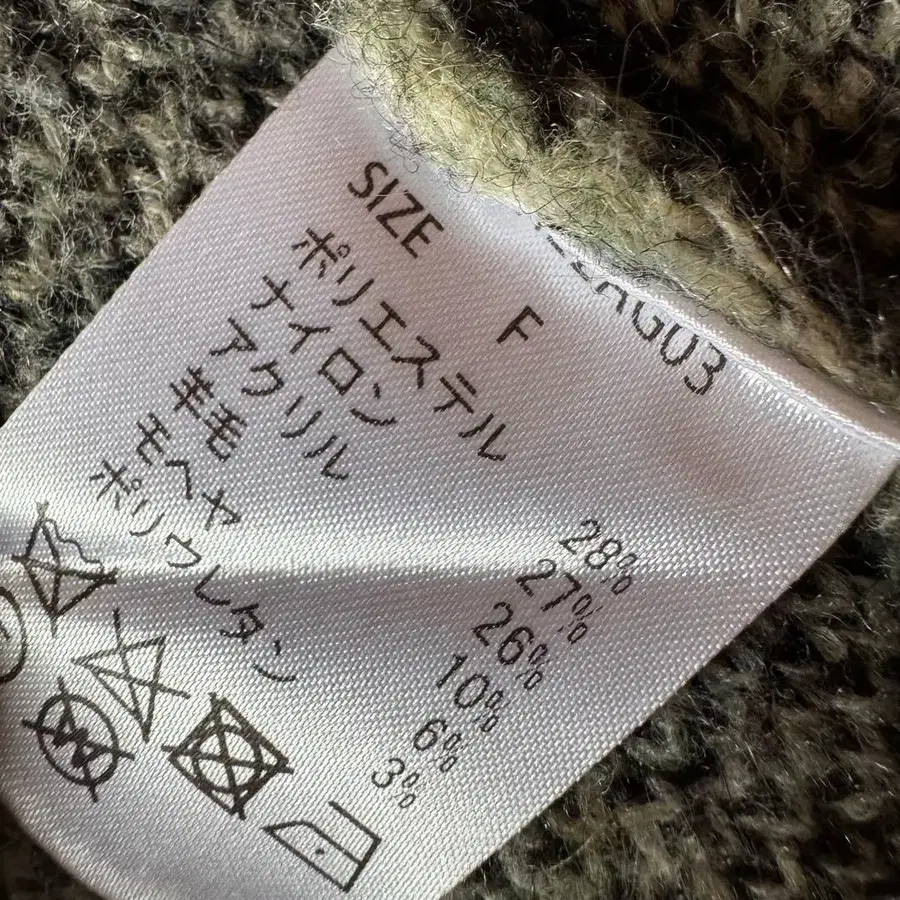 SIZE F
ポリエステル 28%
ナイロン 27%
アクリル 26%
羊毛 10%
モヘヤ 6%
ポリウレタン 3%